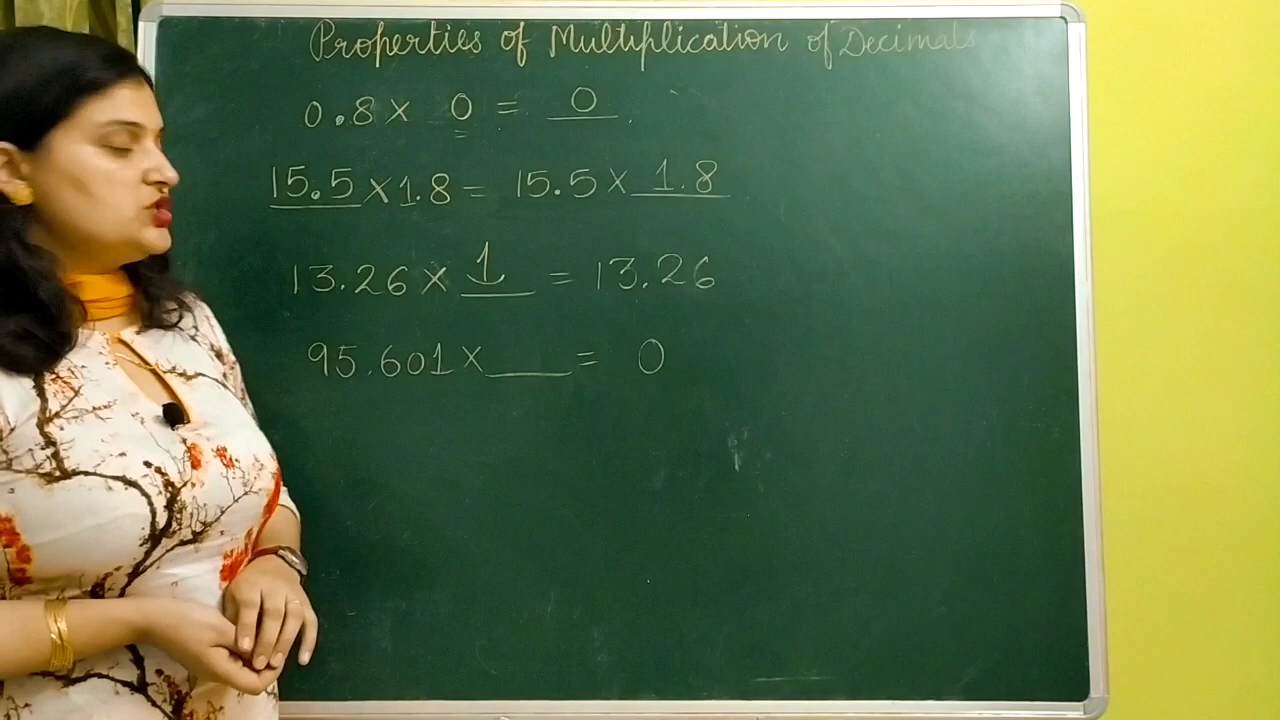 Properties of Multiplication of Decimals
0.8 × 0 = 0.
15.5 × 1.8 = 15.5 × 1.8
13.26 × 1 = 13.26
95.601 × ___ = 0